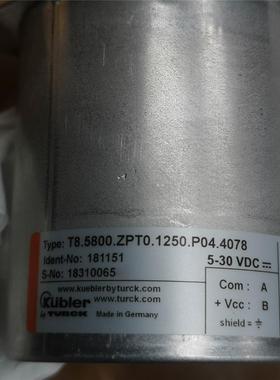 Type: T8.5800.ZPT0.1250.P04.4078
Ident-No: 181151
5-30 VDC ⎓
S-No: 18310065
www.kueblerbyturck.com
www.turck.com
Kübler
by TURCK
Made in Germany
Com : A
+ Vcc : B
shield = ⏚